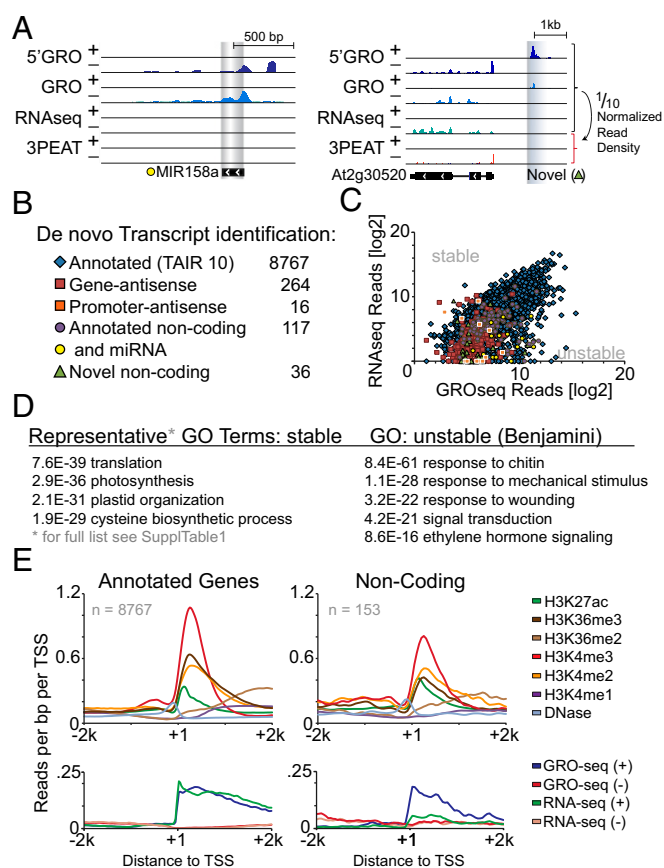 A
500 bp
5'GRO + −
GRO + −
RNAseq + −
3PEAT + −
MIR158a
1kb
5'GRO + −
GRO + −
RNAseq + −
3PEAT + −
1/10
Normalized
Read
Density
At2g30520
Novel ( )
B
De novo Transcript identification:
Annotated (TAIR 10) 8767
Gene-antisense 264
Promoter-antisense 16
Annotated non-coding 117
and miRNA
Novel non-coding 36
C
RNAseq Reads [log2]
20
10
0
stable
unstable
0 10 20
GROseq Reads [log2]
D
Representative* GO Terms: stable GO: unstable (Benjamini)
7.6E-39 translation 8.4E-61 response to chitin
2.9E-36 photosynthesis 1.1E-28 response to mechanical stimulus
2.1E-31 plastid organization 3.2E-22 response to wounding
1.9E-29 cysteine biosynthetic process 4.2E-21 signal transduction
* for full list see SupplTable1 8.6E-16 ethylene hormone signaling
E
Reads per bp per TSS
Annotated Genes
n = 8767
1.2
0.6
0
-2k +1 +2k
Non-Coding
n = 153
-2k +1 +2k
H3K27ac
H3K36me3
H3K36me2
H3K4me3
H3K4me2
H3K4me1
DNase
.25
0
-2k +1 +2k
Distance to TSS
.25
0
-2k +1 +2k
Distance to TSS
GRO-seq (+)
GRO-seq (-)
RNA-seq (+)
RNA-seq (-)